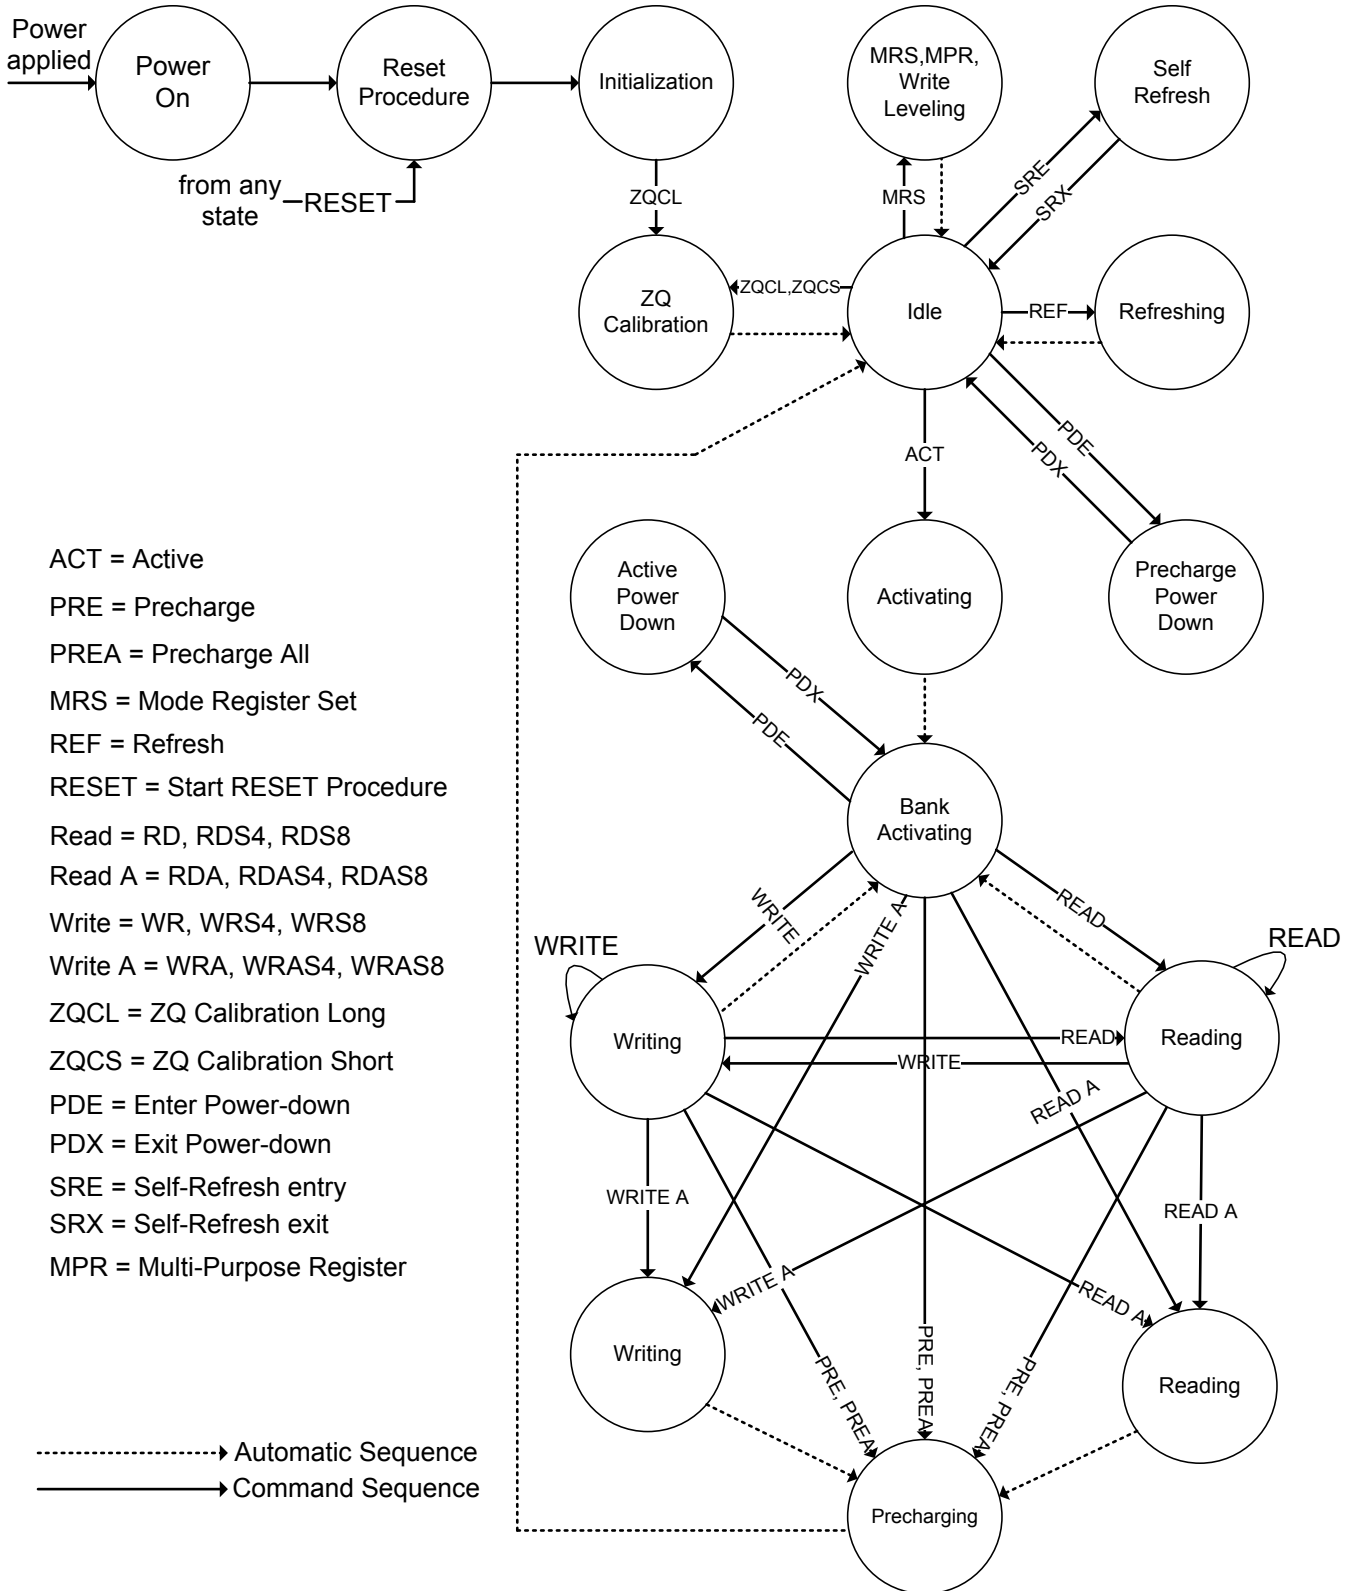 Power
applied
Power
On
Reset
Procedure
Initialization
MRS,MPR,
Write
Leveling
Self
Refresh
from any
state
RESET
ZQCL
MRS
SRE
SRX
ZQ
Calibration
ZQCL,ZQCS
Idle
REF
Refreshing
ACT
PDE
PDX
Active
Power
Down
Activating
Precharge
Power
Down
PDX
PDE
Bank
Activating
ACT = Active
PRE = Precharge
PREA = Precharge All
MRS = Mode Register Set
REF = Refresh
RESET = Start RESET Procedure
Read = RD, RDS4, RDS8
Read A = RDA, RDAS4, RDAS8
Write = WR, WRS4, WRS8
Write A = WRA, WRAS4, WRAS8
ZQCL = ZQ Calibration Long
ZQCS = ZQ Calibration Short
PDE = Enter Power-down
PDX = Exit Power-down
SRE = Self-Refresh entry
SRX = Self-Refresh exit
MPR = Multi-Purpose Register
WRITE
WRITE
WRITE A
READ
READ
Writing
READ
WRITE
Reading
READ A
WRITE A
READ A
WRITE A
READ A
Writing
PRE, PREA
PRE, PREA
PRE, PREA
Reading
Precharging
Automatic Sequence
Command Sequence